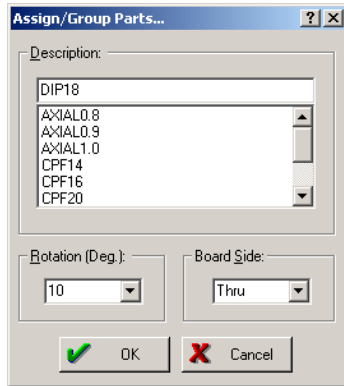 Assign/Group Parts...
Description:
DIP18
AXIAL0.8
AXIAL0.9
AXIAL1.0
CPF14
CPF16
CPF20
Rotation (Deg.):
Board Side:
10
Thru
OK
Cancel